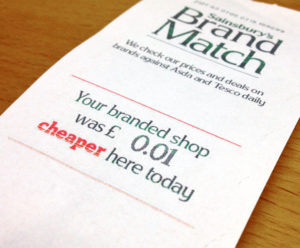 Sainsbury's
Brand
Match
We check our prices and deals on
brands against Asda and Tesco daily
Your branded shop
was £ 0.01
cheaper here today